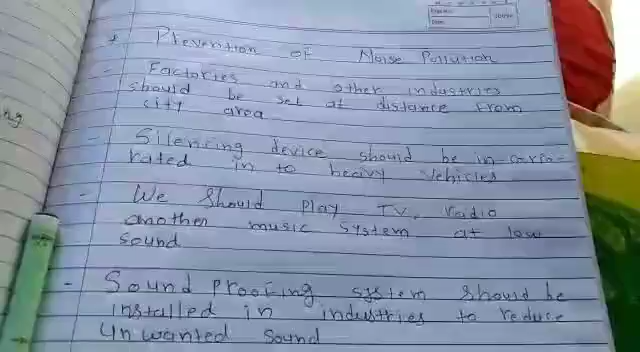 * Prevention of Noise Pollution
- Factories and other industries
should be set at distance from
city area
- Silencing device should be in corro-
rated in to heavy vehicles
- We should play TV, radio
another music system at low
sound
- Sound proofing system should be
installed in industries to reduce
unwanted sound
ng